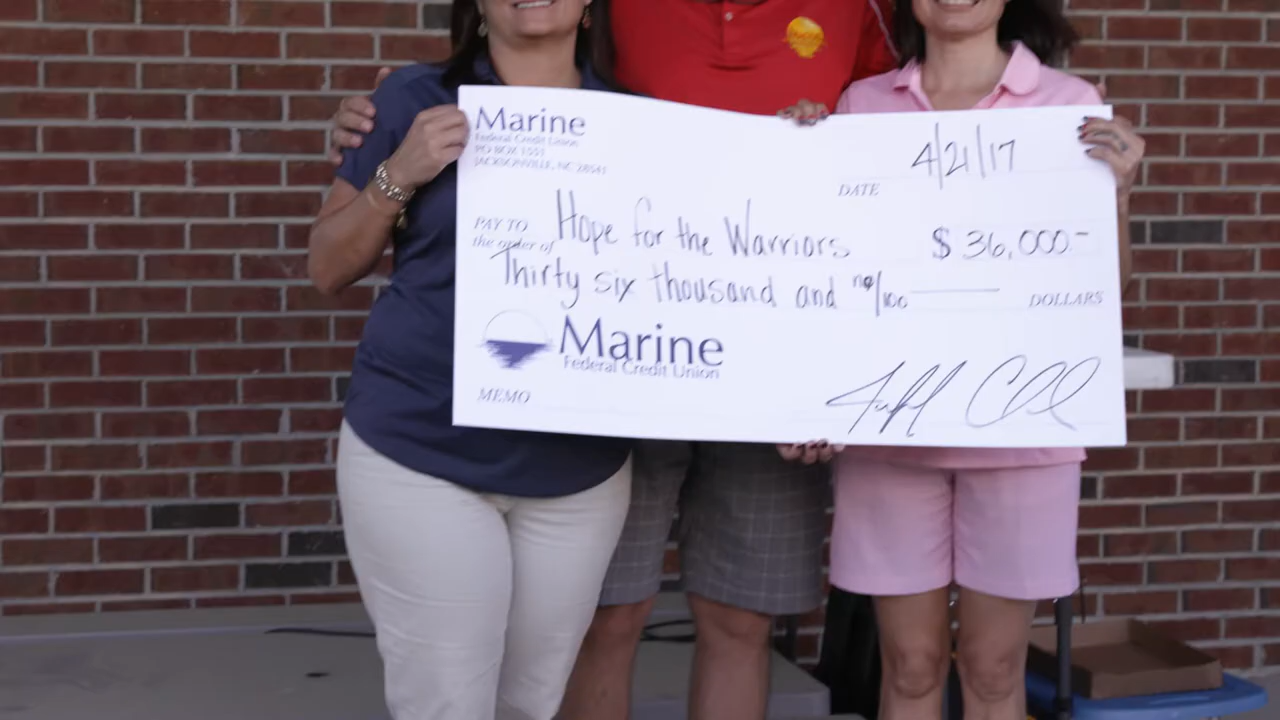 Marine
Federal Credit Union
PO BOX 1551
JACKSONVILLE, NC 28541
4/21/17
DATE
PAY TO
the order of
Hope for the Warriors
$ 36,000.-
Thirty six thousand and no/100
DOLLARS
Marine
Federal Credit Union
MEMO